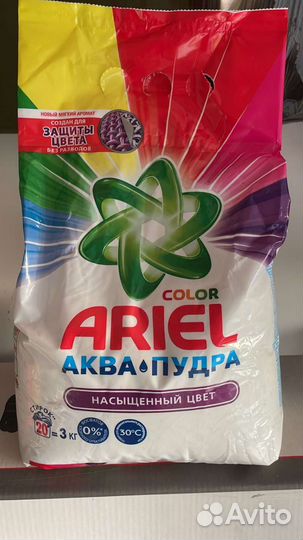 НОВЫЙ МЯГКИЙ АРОМАТ
СОЗДАН ДЛЯ
ЗАЩИТЫ
ЦВЕТА
БЕЗ РАЗВОДОВ
COLOR
ARIEL
АКВА ПУДРА
НАСЫЩЕННЫЙ ЦВЕТ
СТИРОК
20 = 3 КГ
0%
30°C
Avito